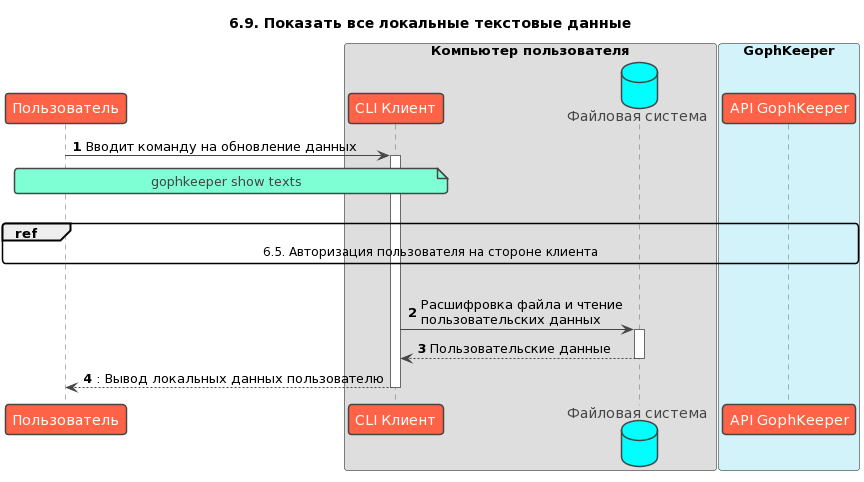 6.9. Показать все локальные текстовые данные
Компьютер пользователя
GophKeeper
Пользователь
CLI Клиент
Файловая система
API GophKeeper
1 Вводит команду на обновление данных
gophkeeper show texts
ref
6.5. Авторизация пользователя на стороне клиента
2 Расшифровка файла и чтение
пользовательских данных
3 Пользовательские данные
4 : Вывод локальных данных пользователю
Пользователь
CLI Клиент
Файловая система
API GophKeeper